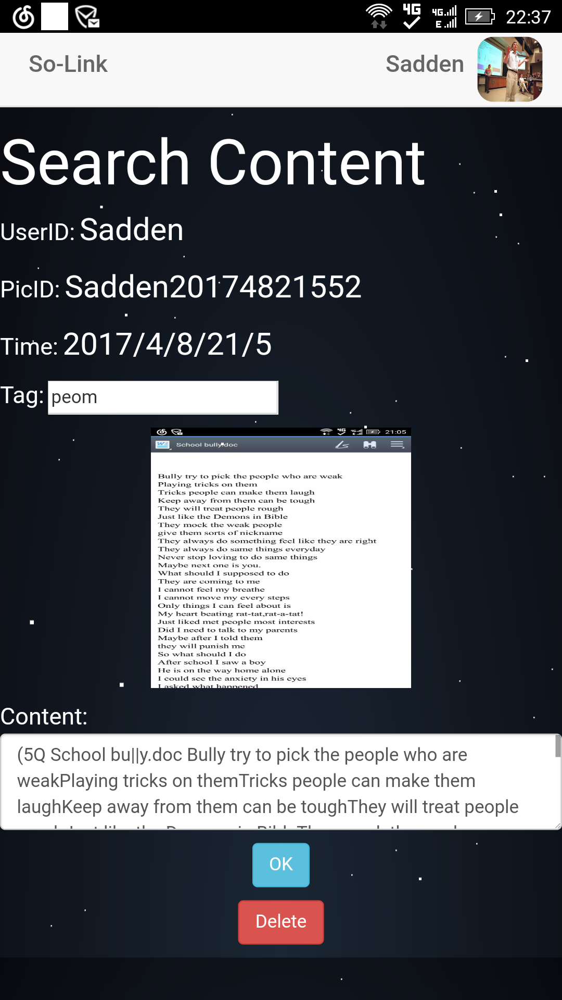 4G 4G E 22:37
So-Link Sadden
Search Content
UserID: Sadden
PicID: Sadden20174821552
Time: 2017/4/8/21/5
Tag: peom
4G 4G 21:05
School bully.doc
Bully try to pick the people who are weak
Playing tricks on them
Tricks people can make them laugh
Keep away from them can be tough
They will treat people rough
Just like the Demons in Bible
They mock the weak people
give them sorts of nickname
They always do something feel like they are right
They always do same things everyday
Never stop loving to do same things
Maybe next one is you.
What should I supposed to do
They are coming to me
I cannot feel my breathe
I cannot move my every steps
Only things I can feel about is
My heart beating rat-tat,rat-a-tat!
Just liked met people most interests
Did I need to talk to my parents
Maybe after I told them
they will punish me
So what should I do
After school I saw a boy
He is on the way home alone
I could see the anxiety in his eyes
I asked what happened
Content:
(5Q School bu||y.doc Bully try to pick the people who are
weakPlaying tricks on themTricks people can make them
laughKeep away from them can be toughThey will treat people
OK
Delete